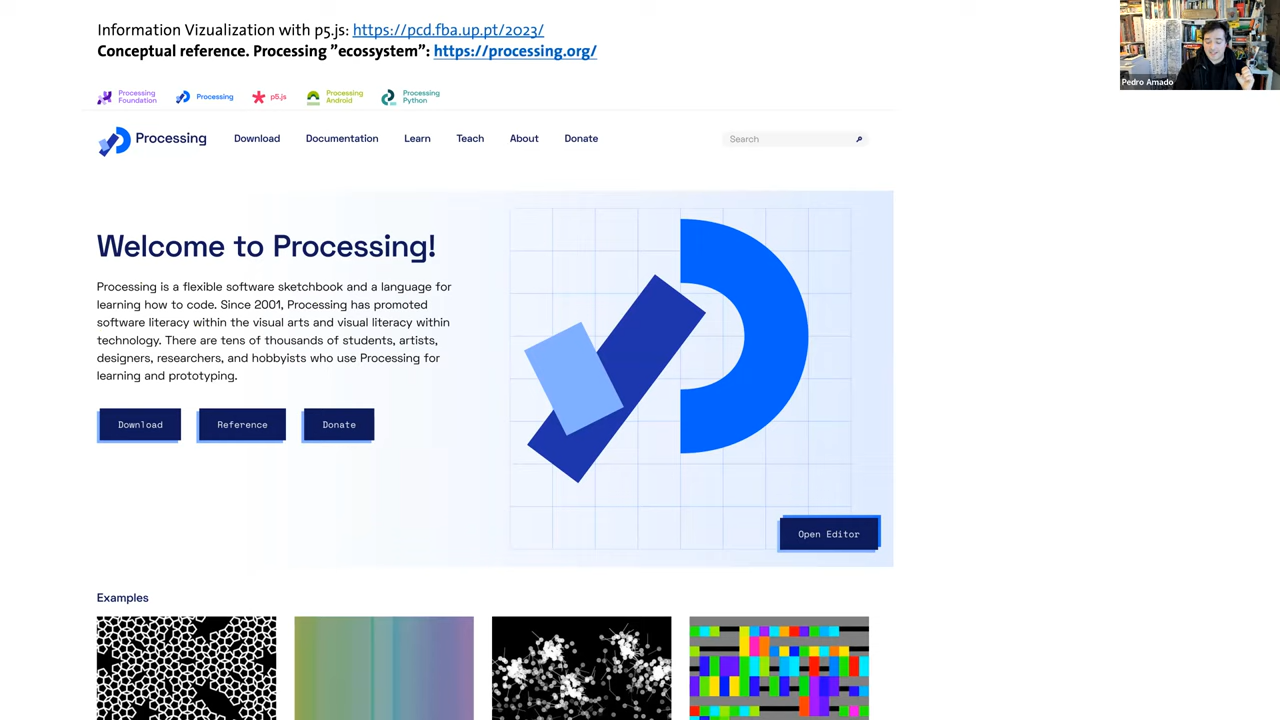 Information Vizualization with p5.js: https://pcd.fba.up.pt/2023/
Conceptual reference. Processing ”ecosystem”: https://processing.org/
Pedro Amado
Processing Foundation
Processing
p5.js
Processing Android
Processing Python
Processing
Download
Documentation
Learn
Teach
About
Donate
Search
Welcome to Processing!
Processing is a flexible software sketchbook and a language for
learning how to code. Since 2001, Processing has promoted
software literacy within the visual arts and visual literacy within
technology. There are tens of thousands of students, artists,
designers, researchers, and hobbyists who use Processing for
learning and prototyping.
Download
Reference
Donate
Open Editor
Examples